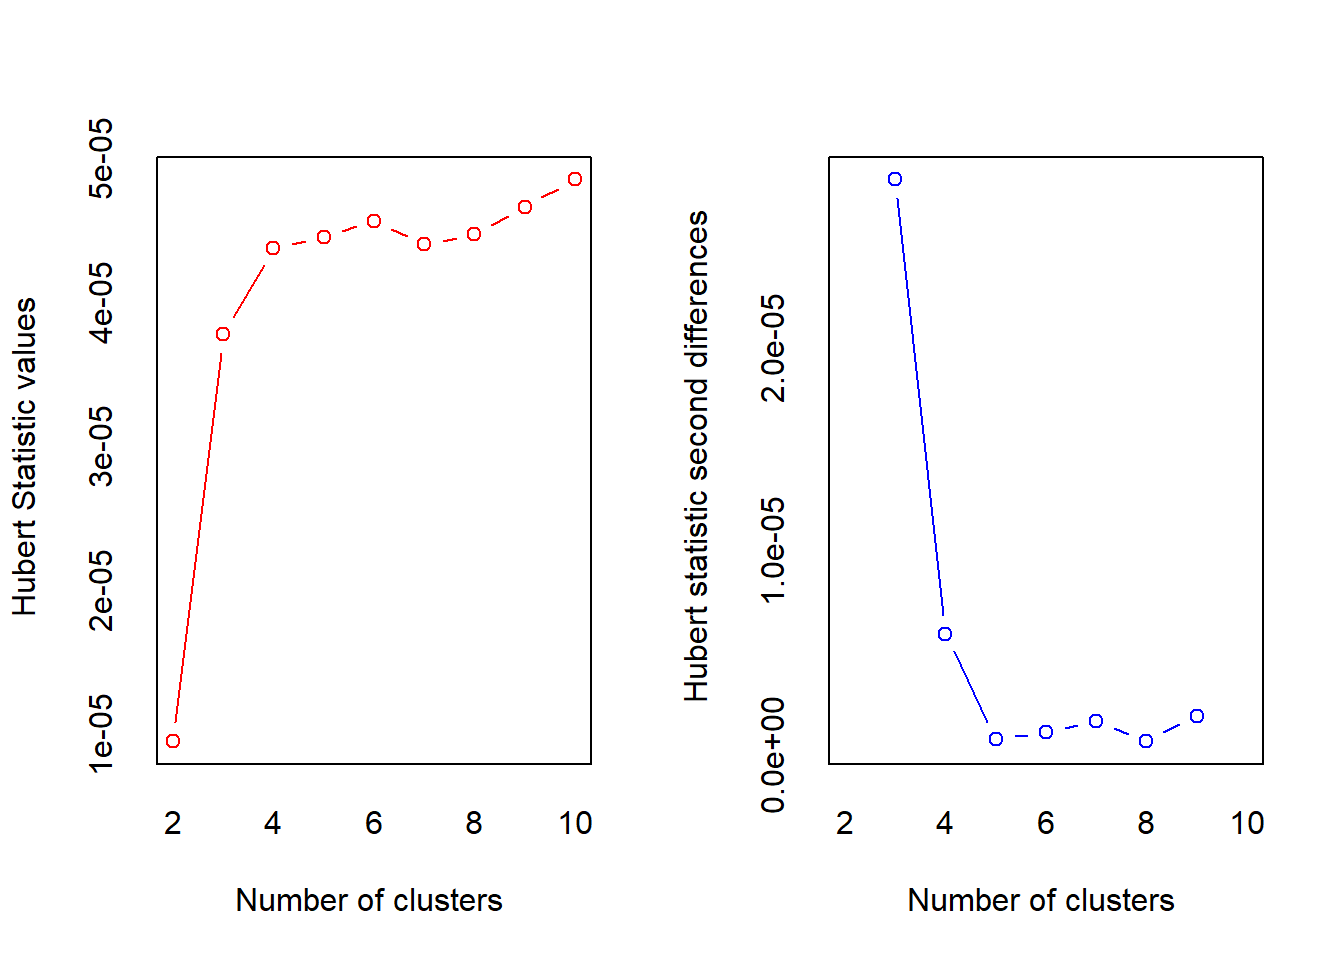 Hubert Statistic values
5e-05
4e-05
3e-05
2e-05
1e-05
2 4 6 8 10
Number of clusters
Hubert statistic second differences
2.0e-05
1.0e-05
0.0e+00
2 4 6 8 10
Number of clusters